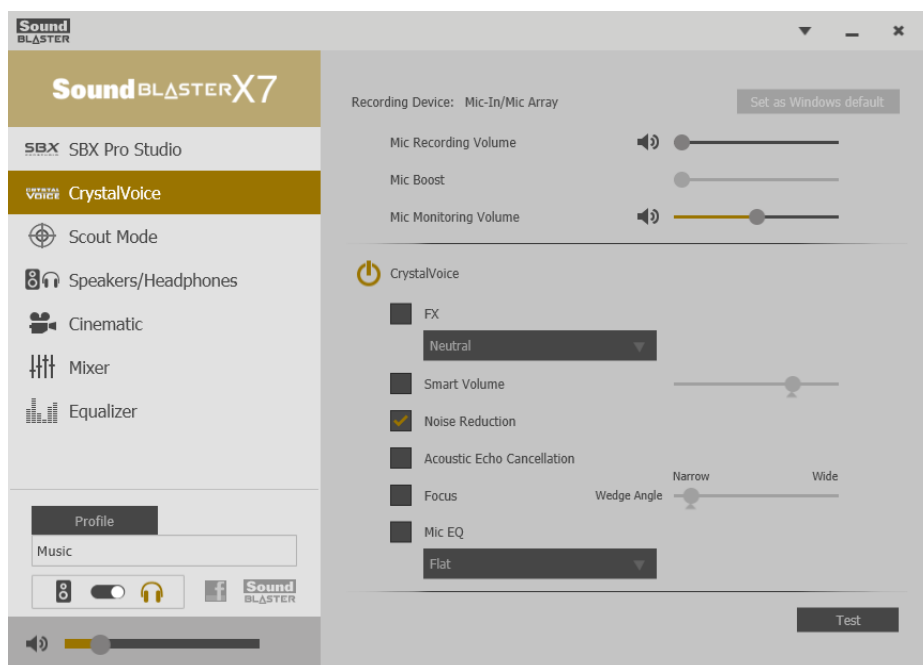 Sound
BLASTER
Sound BLASTER X7
Recording Device: Mic-In/Mic Array
Set as Windows default
Mic Recording Volume
Mic Boost
Mic Monitoring Volume
SBX SBX Pro Studio
CRYSTAL
VOICE CrystalVoice
Scout Mode
Speakers/Headphones
Cinematic
Mixer
Equalizer
CrystalVoice
FX
Neutral
Smart Volume
Noise Reduction
Acoustic Echo Cancellation
Narrow Wide
Focus Wedge Angle
Mic EQ
Flat
Profile
Music
f Sound
BLASTER
Test